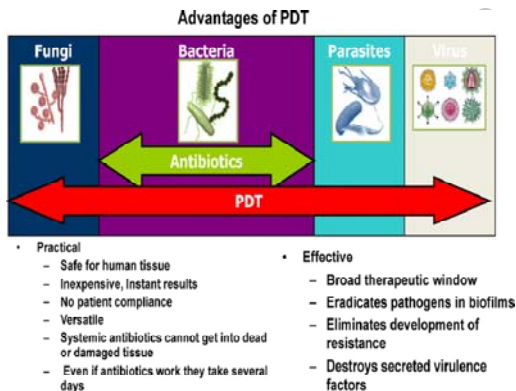 Advantages of PDT
Fungi
Bacteria
Parasites
Virus
Antibiotics
PDT
• Practical
– Safe for human tissue
– Inexpensive, Instant results
– No patient compliance
– Versatile
– Systemic antibiotics cannot get into dead
or damaged tissue
– Even if antibiotics work they take several
days
• Effective
– Broad therapeutic window
– Eradicates pathogens in biofilms
– Eliminates development of
resistance
– Destroys secreted virulence
factors